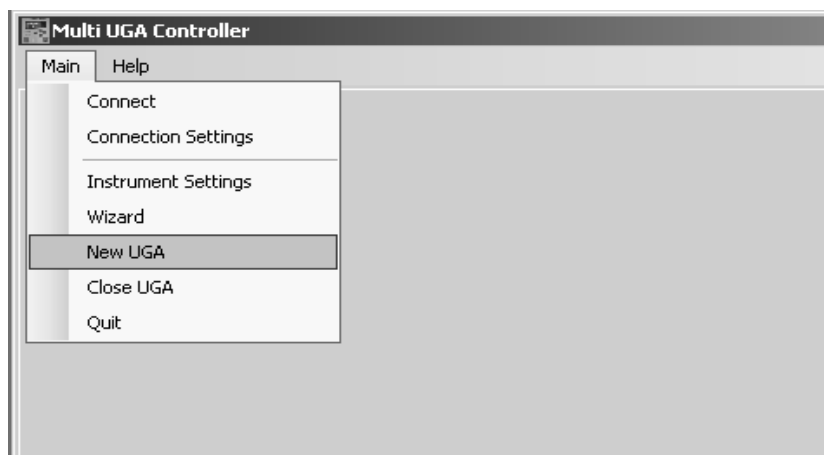 Multi UGA Controller
Main Help
Connect
Connection Settings
Instrument Settings
Wizard
New UGA
Close UGA
Quit